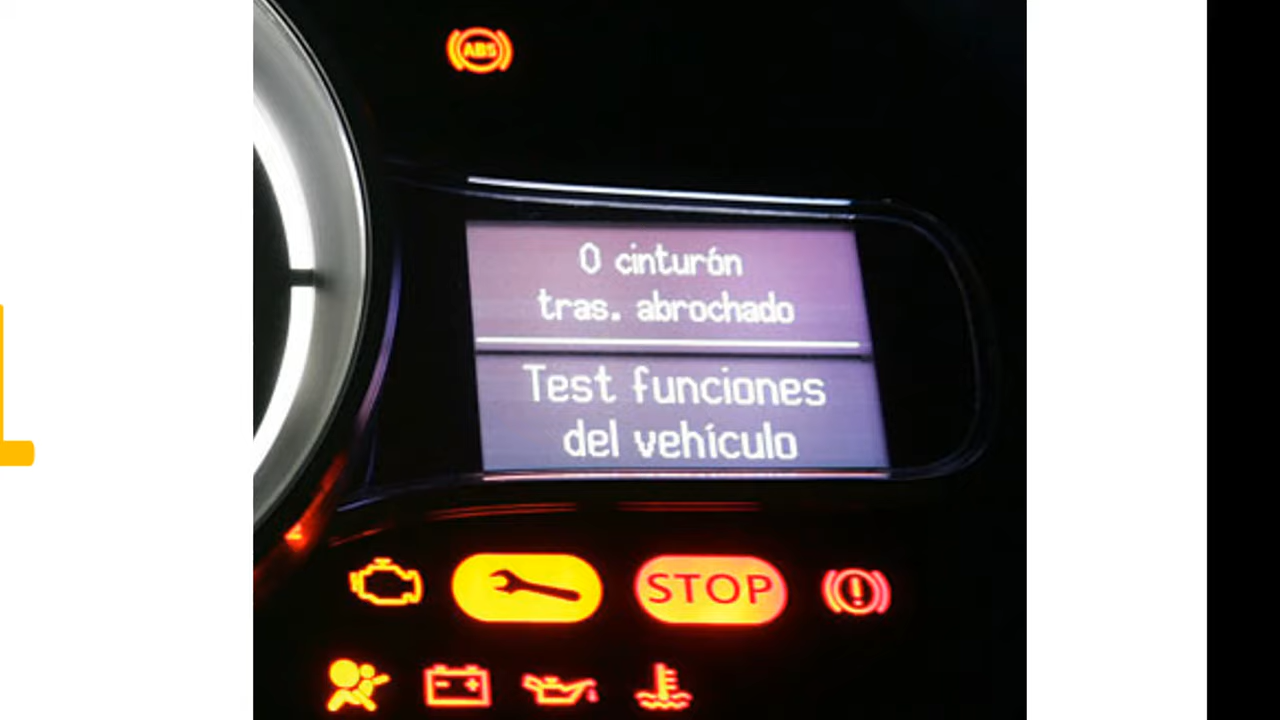 ABS
0 cinturón
tras. abrochado
Test funciones
del vehículo
STOP